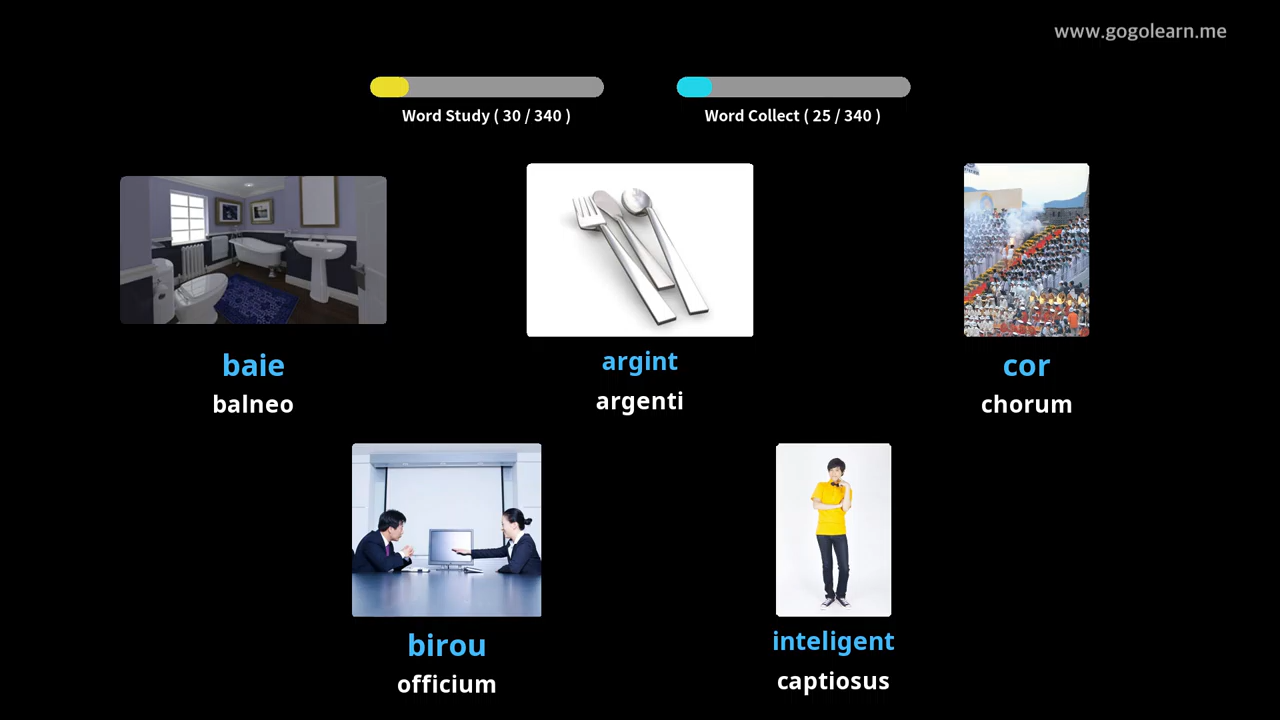 www.gogolearn.me
Word Study ( 30 / 340 )
Word Collect ( 25 / 340 )
baie
balneo
argint
argenti
cor
chorum
birou
officium
inteligent
captiosus